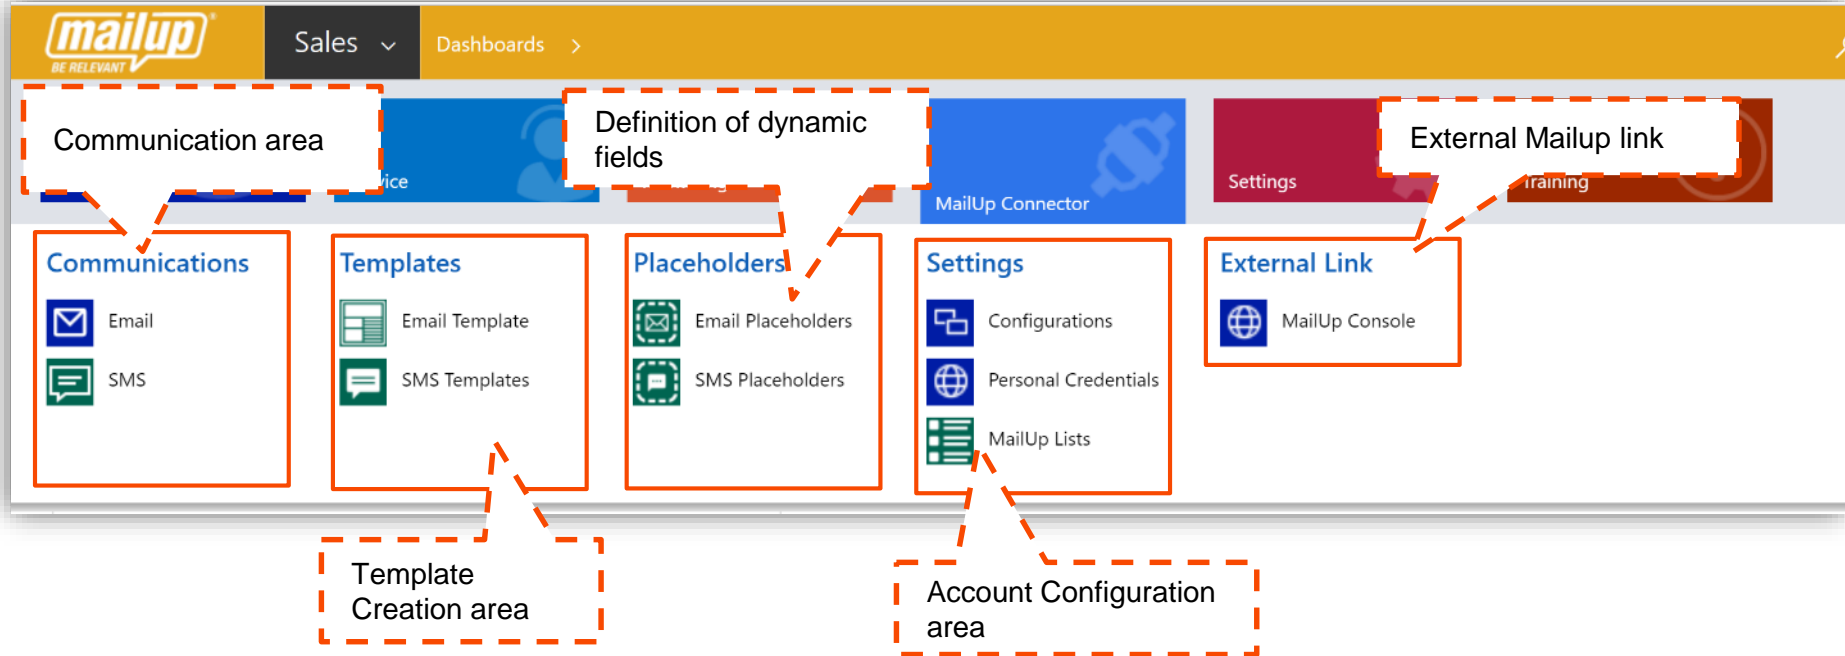 mailup
BE RELEVANT
Sales
Dashboards
Communication area
Definition of dynamic
fields
External Mailup link
MailUp Connector
Settings
Training
Communications
Email
SMS
Templates
Email Template
SMS Templates
Placeholders
Email Placeholders
SMS Placeholders
Settings
Configurations
Personal Credentials
MailUp Lists
External Link
MailUp Console
Template
Creation area
Account Configuration
area